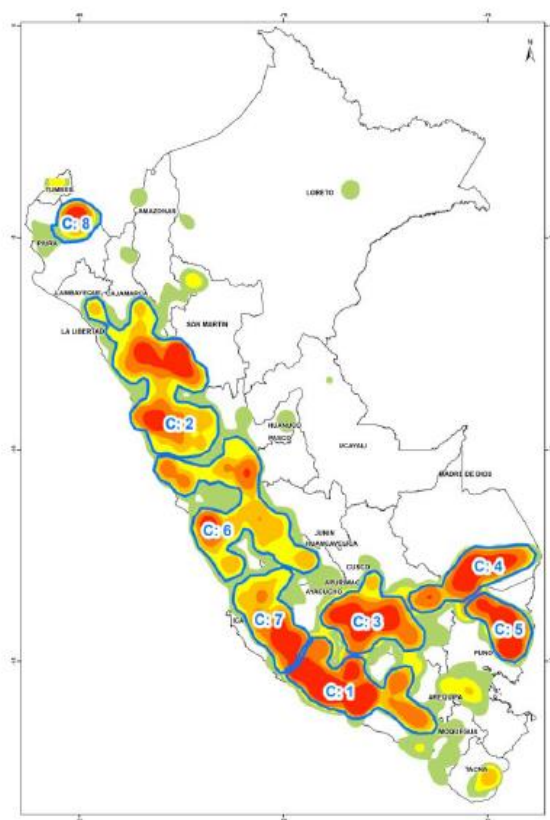 N
TUMBES
LORETO
AMAZONAS
C: 8
PIURA
LAMBAYEQUE
CAJAMARCA
LA LIBERTAD
SAN MARTIN
C: 2
HUANUCO
PASCO
UCAYALI
MADRE DE DIOS
C: 6
JUNIN
HUANCAVELICA
CUSCO
C: 4
APURIMAC
AYACUCHO
ICA
C: 7
C: 3
C: 5
PUNO
C: 1
AREQUIPA
MOQUEGUA
TACNA